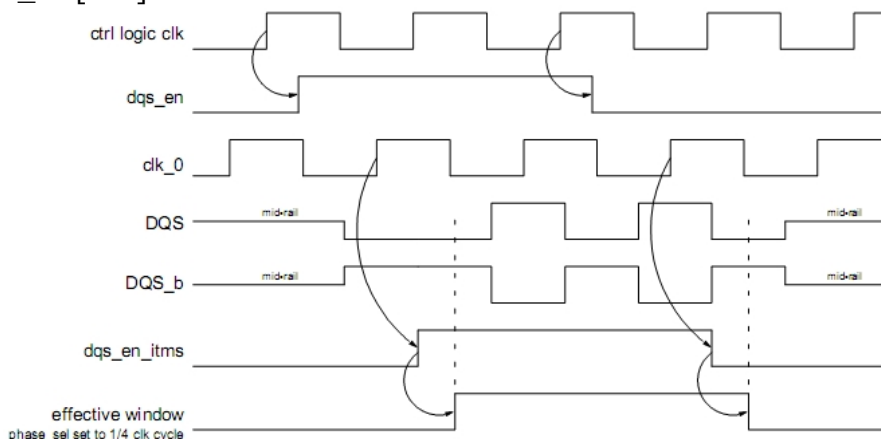 ctrl logic clk
dqs_en
clk_0
mid-rail
mid-rail
DQS
mid-rail
mid-rail
DQS_b
dqs_en_itms
effective window
phase_sel set to 1/4 clk cycle